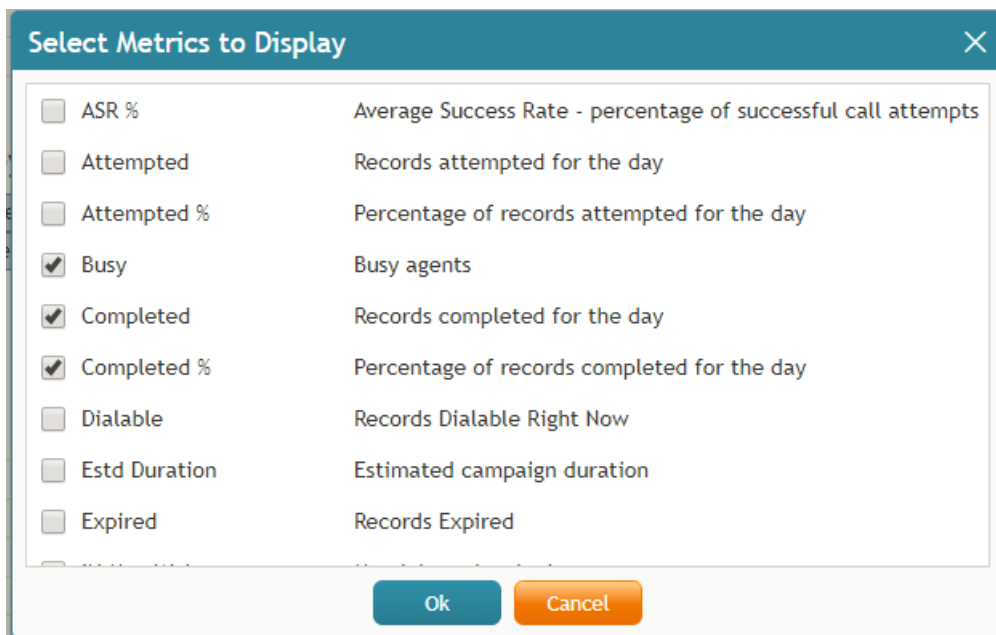 Select Metrics to Display
ASR % Average Success Rate - percentage of successful call attempts
Attempted Records attempted for the day
Attempted % Percentage of records attempted for the day
Busy Busy agents
Completed Records completed for the day
Completed % Percentage of records completed for the day
Dialable Records Dialable Right Now
Estd Duration Estimated campaign duration
Expired Records Expired
Ok Cancel